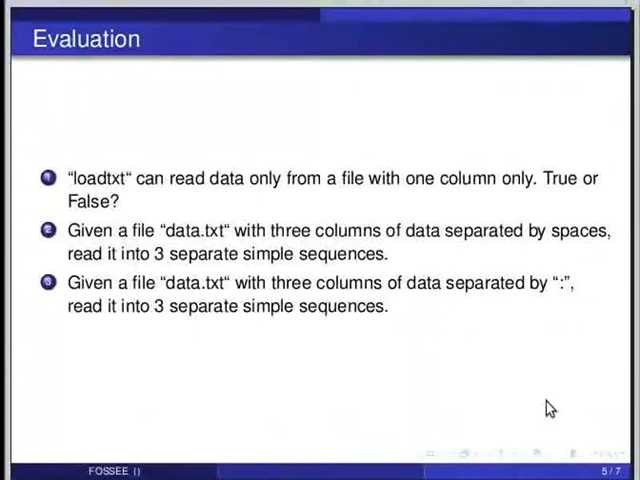 Evaluation
1 “loadtxt“ can read data only from a file with one column only. True or
False?
2 Given a file “data.txt“ with three columns of data separated by spaces,
read it into 3 separate simple sequences.
3 Given a file “data.txt“ with three columns of data separated by “:”,
read it into 3 separate simple sequences.
FOSSEE ()
5 / 7